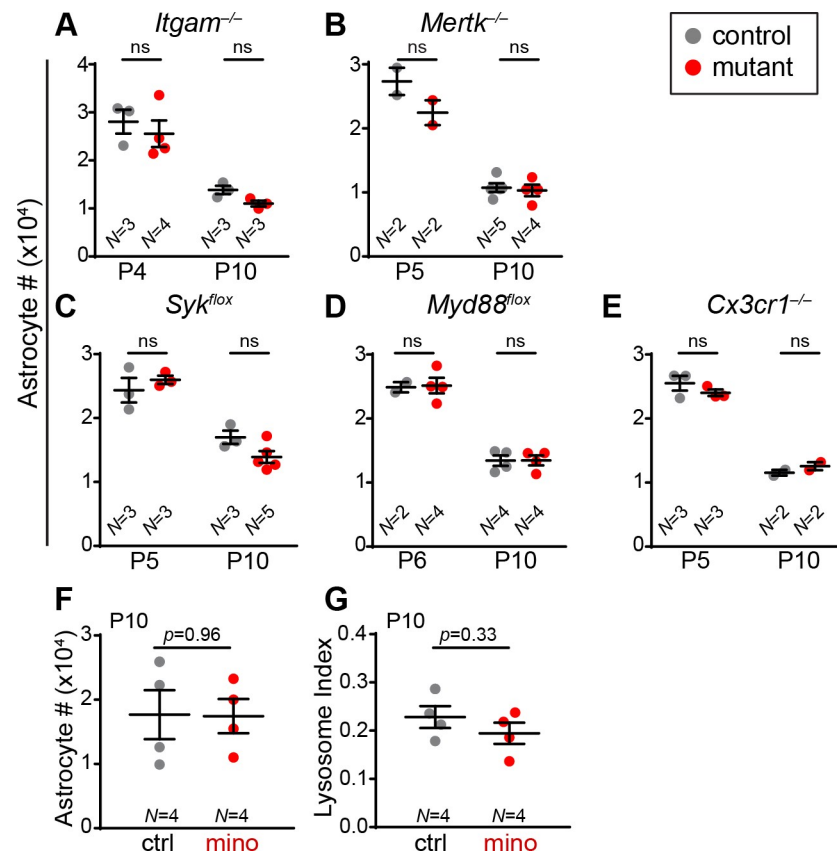 A Itgam–/–
B Mertk–/–
control
mutant
Astrocyte # (x10⁴)
4
3
2
1
0
ns
ns
N=3
N=4
N=3
N=3
P4
P10
3
2
1
0
ns
ns
N=2
N=2
N=5
N=4
P5
P10
C Sykflox
D Myd88flox
E Cx3cr1–/–
3
2
1
0
ns
ns
N=3
N=3
N=3
N=5
P5
P10
3
2
1
0
ns
ns
N=2
N=4
N=4
N=4
P6
P10
3
2
1
0
ns
ns
N=3
N=3
N=2
N=2
P5
P10
F
P10
p=0.96
Astrocyte # (x10⁴)
3
2
1
0
N=4
N=4
ctrl
mino
G
P10
p=0.33
Lysosome Index
0.4
0.3
0.2
0.1
0.0
N=4
N=4
ctrl
mino